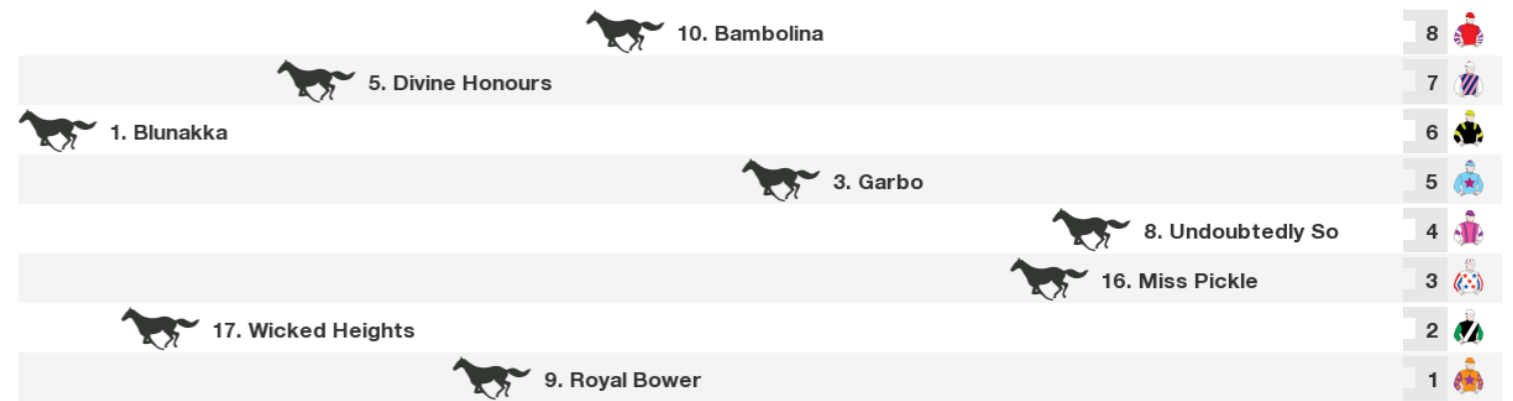 10. Bambolina 8
5. Divine Honours 7
1. Blunakka 6
3. Garbo 5
8. Undoubtedly So 4
16. Miss Pickle 3
17. Wicked Heights 2
9. Royal Bower 1